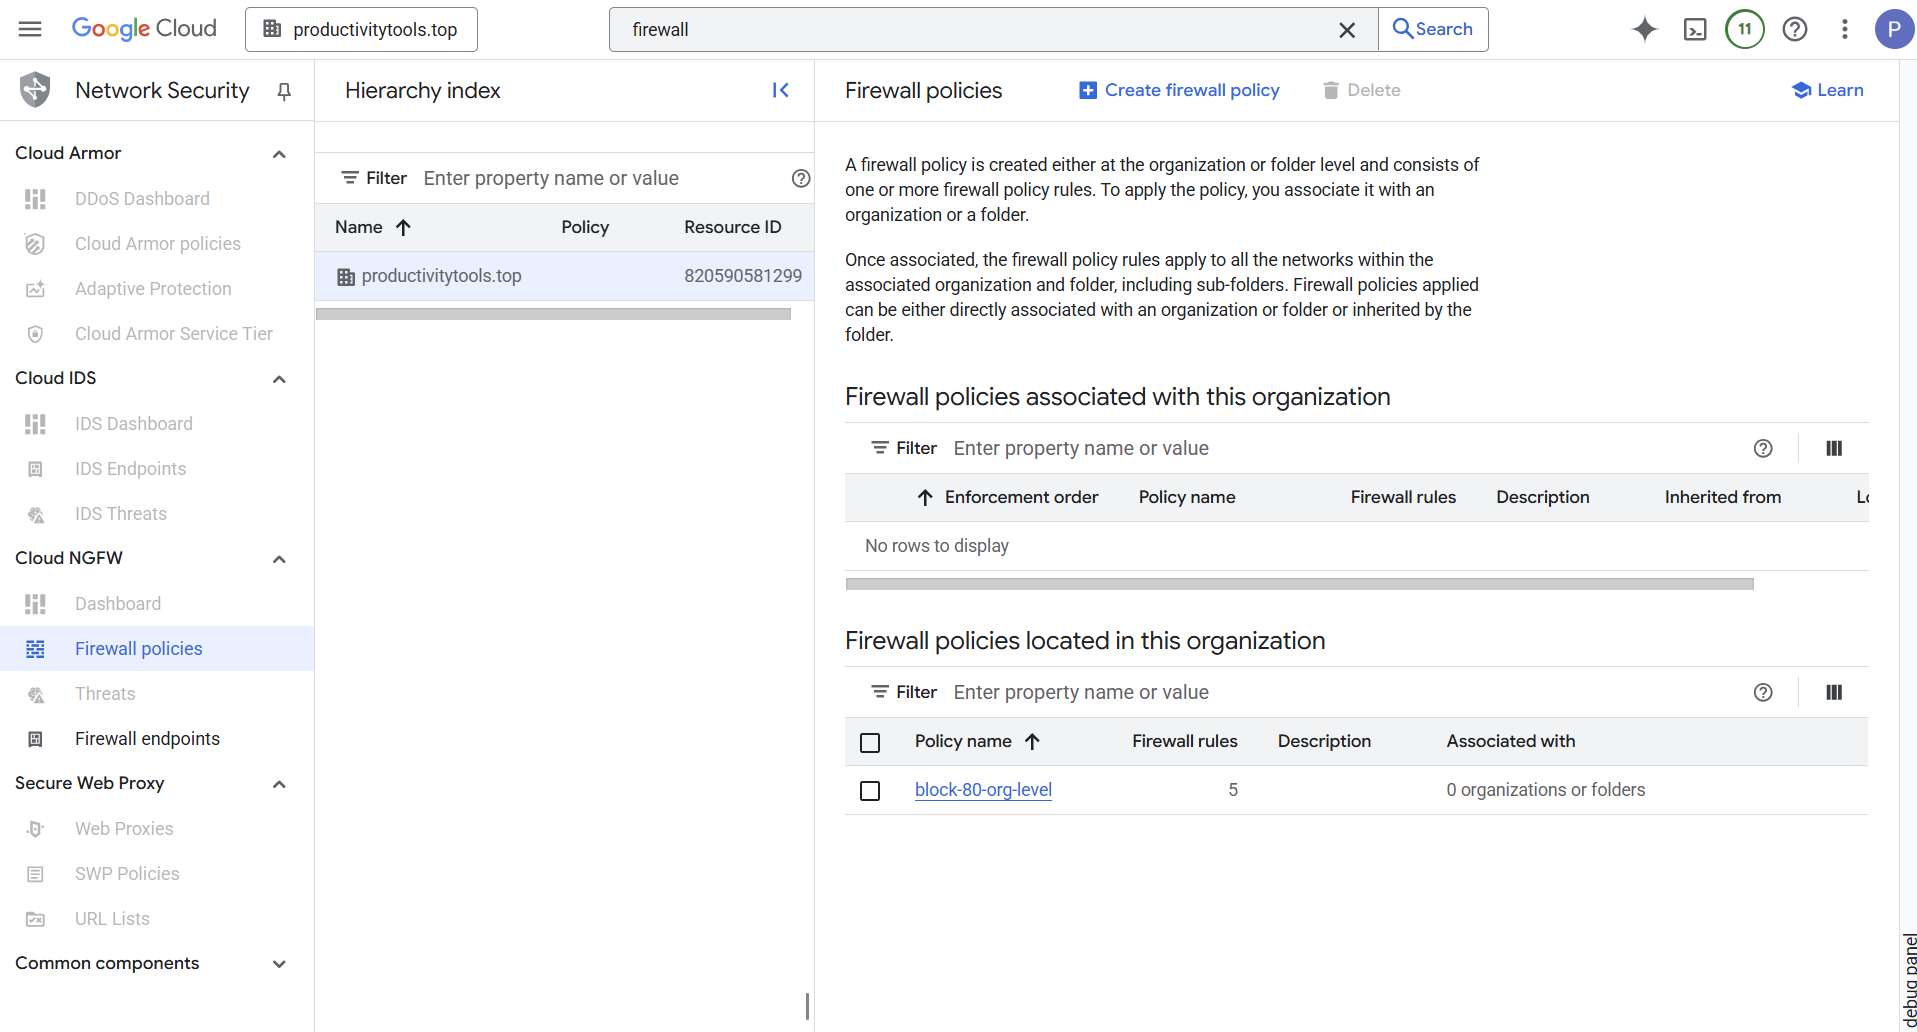 Google Cloud
productivitytools.top
firewall
Search
11
P
Network Security
Cloud Armor
DDoS Dashboard
Cloud Armor policies
Adaptive Protection
Cloud Armor Service Tier
Cloud IDS
IDS Dashboard
IDS Endpoints
IDS Threats
Cloud NGFW
Dashboard
Firewall policies
Threats
Firewall endpoints
Secure Web Proxy
Web Proxies
SWP Policies
URL Lists
Common components
Hierarchy index
Filter Enter property name or value
Name Policy Resource ID
productivitytools.top 820590581299
Firewall policies Create firewall policy Delete Learn
A firewall policy is created either at the organization or folder level and consists of
one or more firewall policy rules. To apply the policy, you associate it with an
organization or a folder.
Once associated, the firewall policy rules apply to all the networks within the
associated organization and folder, including sub-folders. Firewall policies applied
can be either directly associated with an organization or folder or inherited by the
folder.
Firewall policies associated with this organization
Filter Enter property name or value
Enforcement order Policy name Firewall rules Description Inherited from
No rows to display
Firewall policies located in this organization
Filter Enter property name or value
Policy name Firewall rules Description Associated with
block-80-org-level 5 0 organizations or folders
debug panel